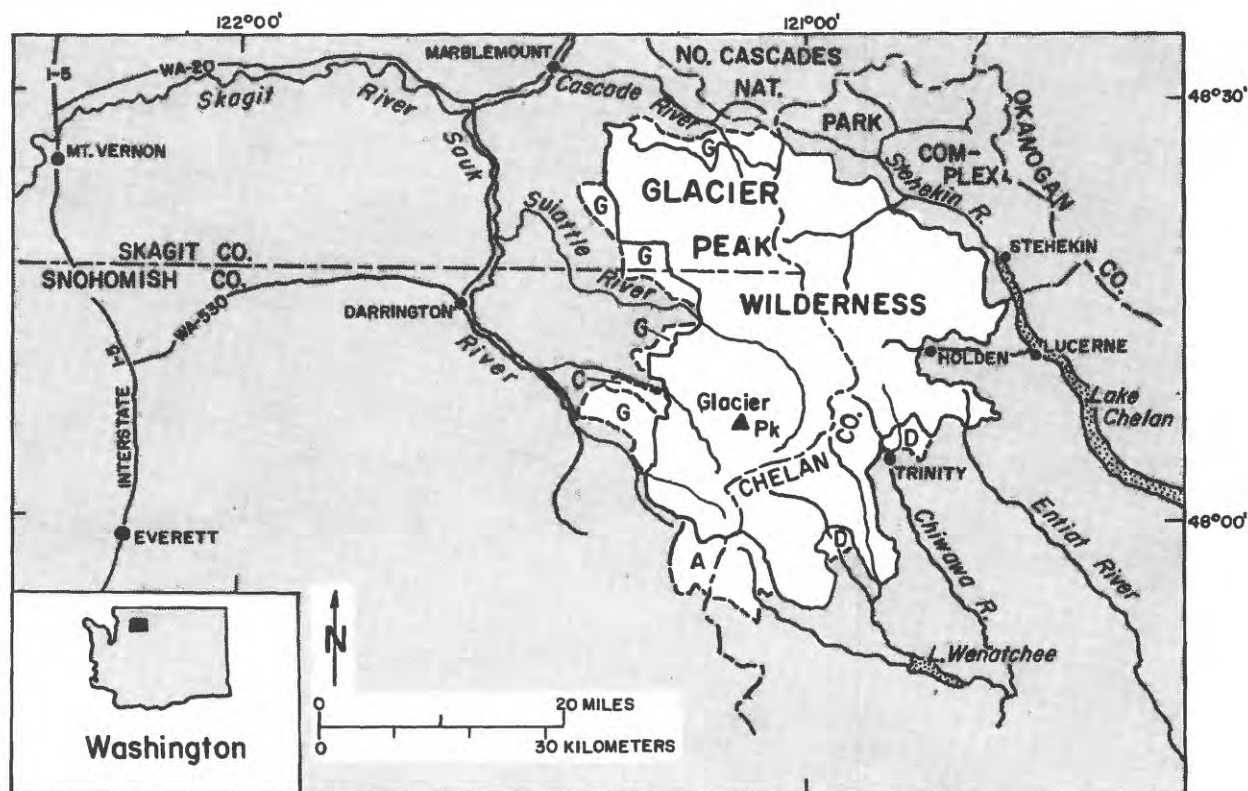 122°00'
121°00'
MARBLEMOUNT
NO. CASCADES
NAT.
PARK
COM-
PLEX
I-5
WA-20
Skagit
River
Cascade
River
48°30'
MT. VERNON
Sauk
G
OKANOGAN
CO.
GLACIER
PEAK
WILDERNESS
Stehekin R.
STEHEKIN
G
Suiattle
River
G
SKAGIT CO.
SNOHOMISH CO.
DARRINGTON
WA-530
G
River
HOLDEN
LUCERNE
I-5
INTERSTATE
C
G
Glacier
Pk
Lake
Chelan
D
TRINITY
CHELAN
CO.
EVERETT
48°00'
D
A
Chiwawa R.
Entiat River
L. Wenatchee
N
0 20 MILES
0 30 KILOMETERS
Washington